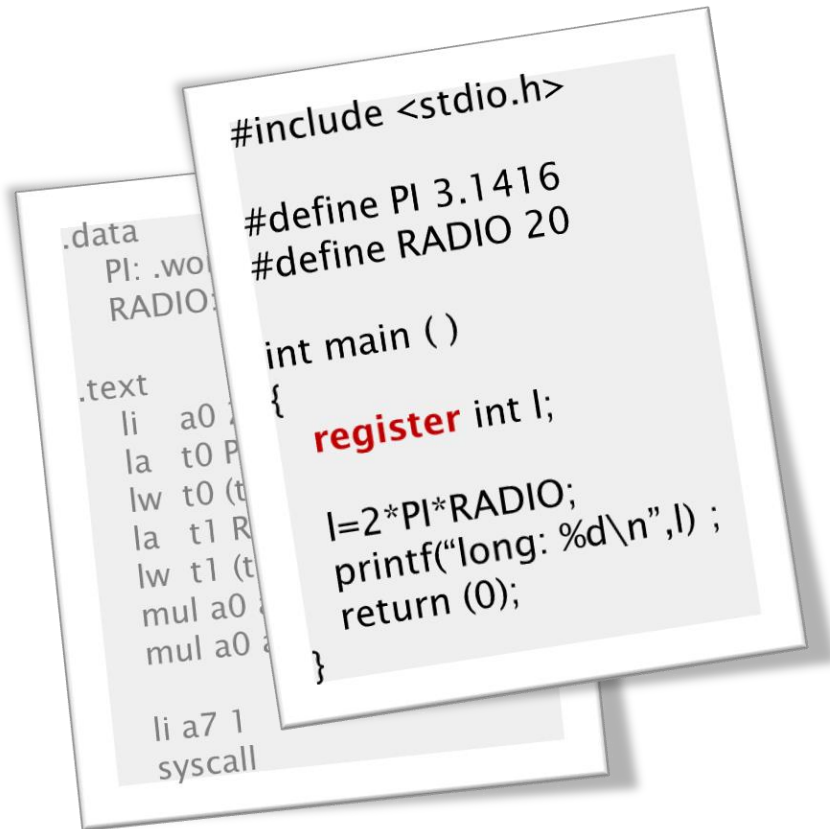 #include <stdio.h>
#define PI 3.1416
#define RADIO 20
int main ( )
{
register int l;
l=2*PI*RADIO;
printf(“long: %d\n”,l) ;
return (0);
}
.data
PI:
RADIO:
.text
li a0
la t0
lw t0
la t1
lw t1
mul a0
mul a0
li a7 1
syscall